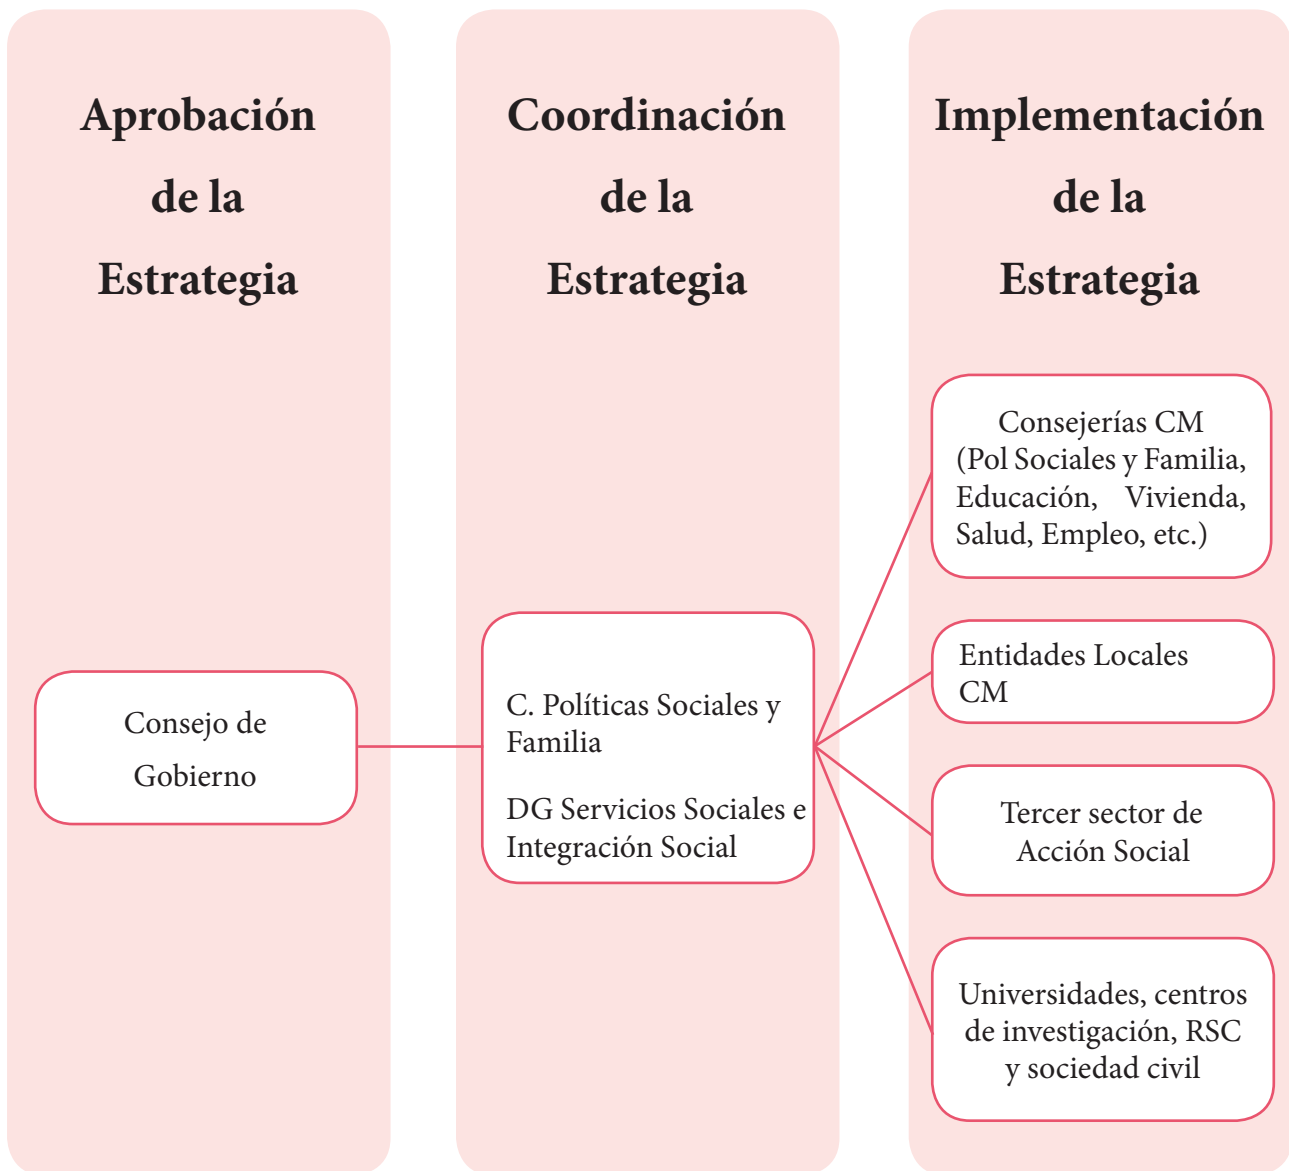 Aprobación
de la
Estrategia
Consejo de
Gobierno
Coordinación
de la
Estrategia
C. Políticas Sociales y
Familia
DG Servicios Sociales e
Integración Social
Implementación
de la
Estrategia
Consejerías CM
(Pol Sociales y Familia,
Educación, Vivienda,
Salud, Empleo, etc.)
Entidades Locales
CM
Tercer sector de
Acción Social
Universidades, centros
de investigación, RSC
y sociedad civil